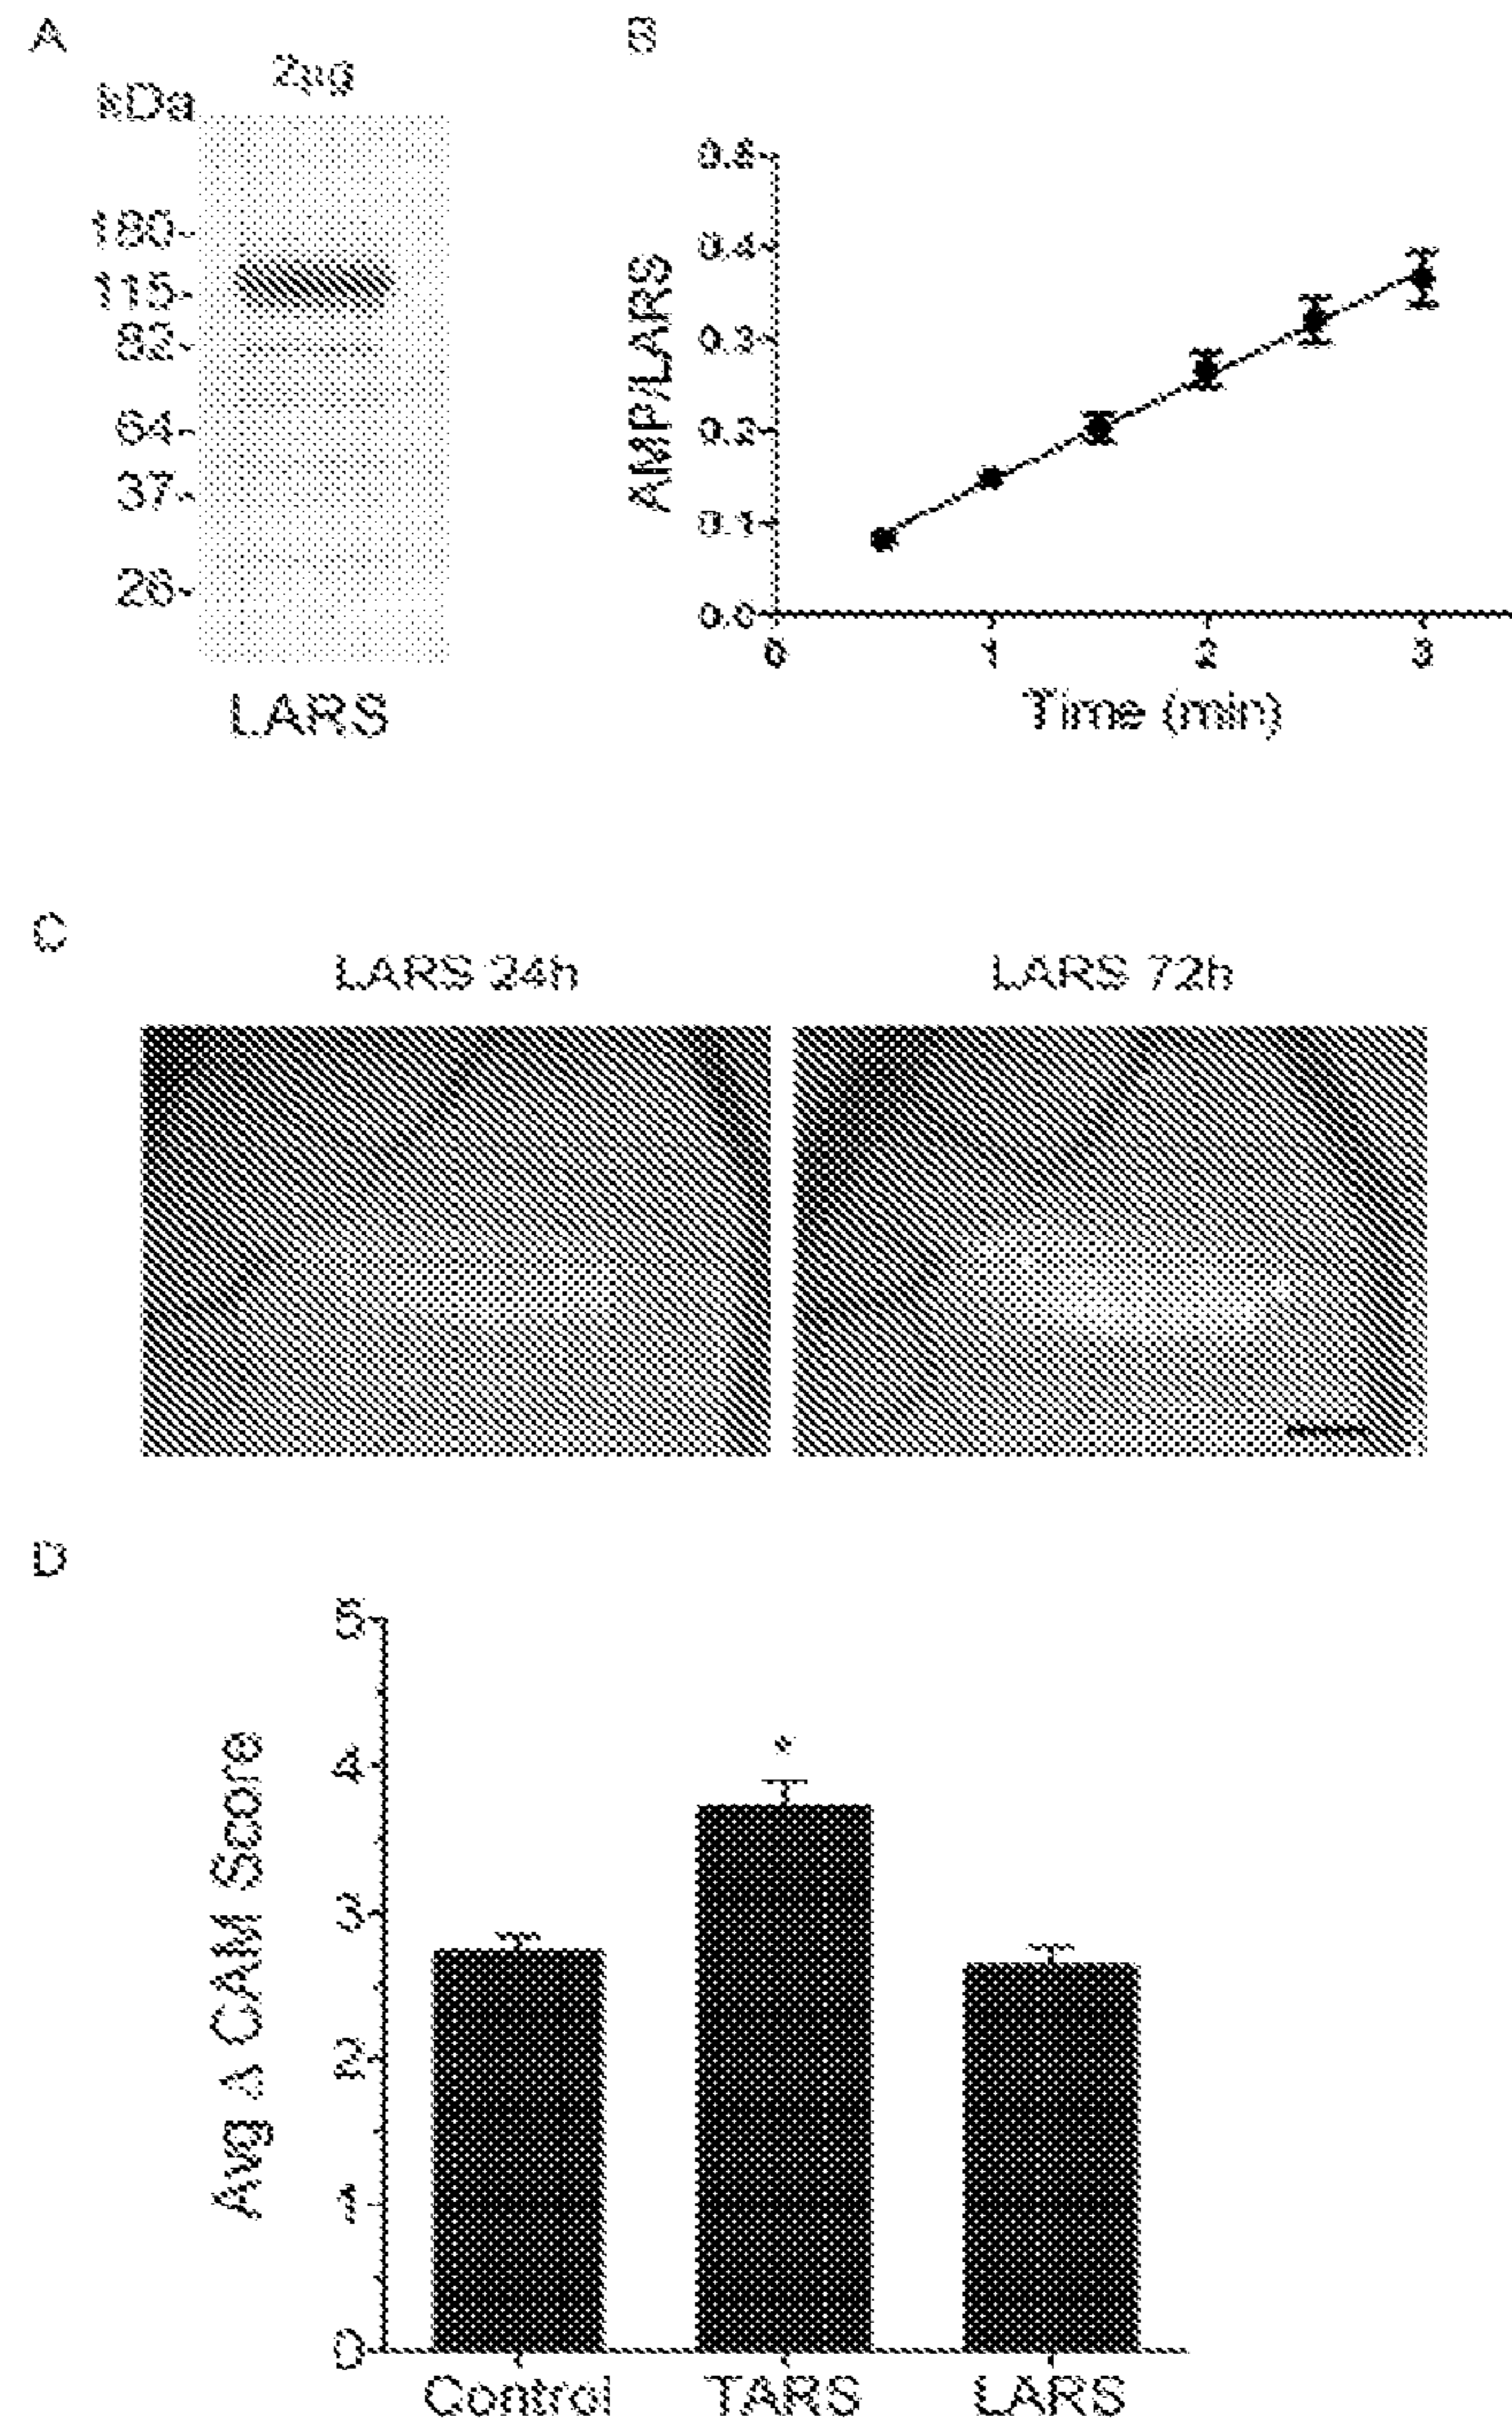 A
2µg
kDa
180-
115-
82-
64-
37-
26-
LARS
B
AMP/LARS
0.5
0.4
0.3
0.2
0.1
0.0
0 1 2 3
Time (min)
C
LARS 24h LARS 72h
D
Avg Δ CAM Score
5
4
3
2
1
0
*
Control TARS LARS